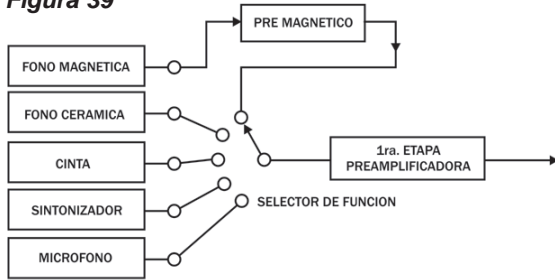 Figura 39
PRE MAGNETICO
FONO MAGNETICA
FONO CERAMICA
CINTA
1ra. ETAPA
PREAMPLIFICADORA
SINTONIZADOR
SELECTOR DE FUNCION
MICROFONO